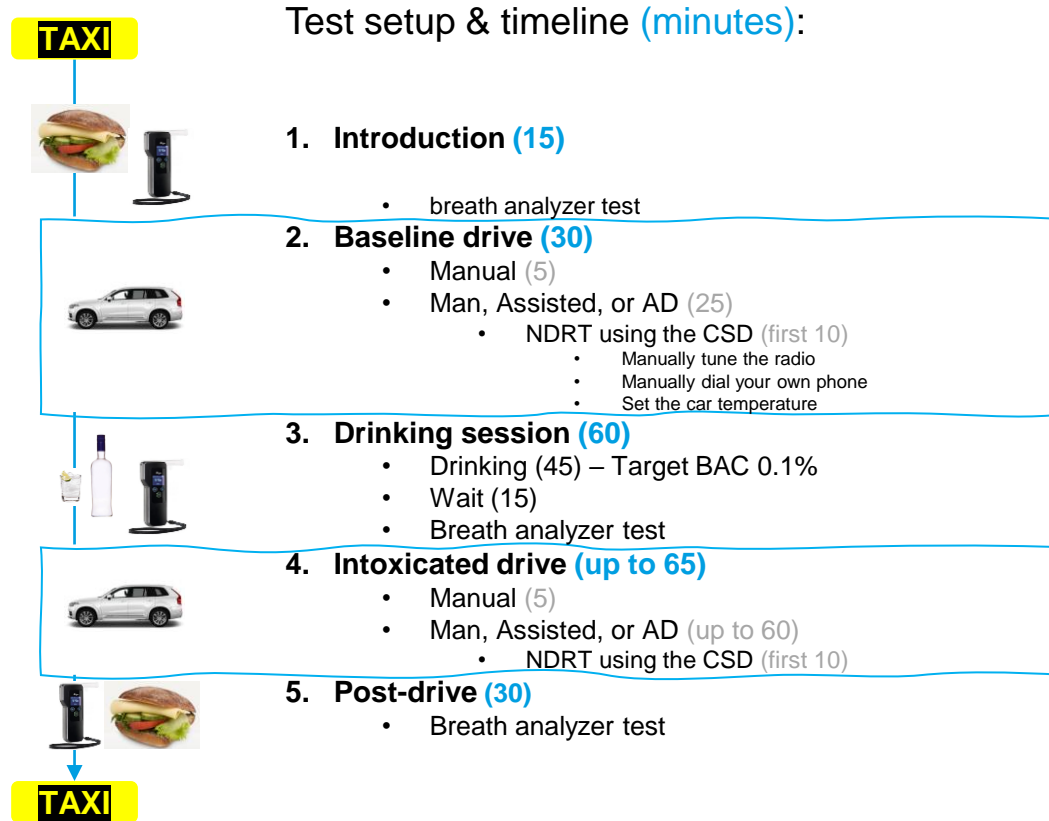 Test setup & timeline (minutes):
TAXI
1. Introduction (15)
• breath analyzer test
2. Baseline drive (30)
• Manual (5)
• Man, Assisted, or AD (25)
• NDRT using the CSD (first 10)
• Manually tune the radio
• Manually dial your own phone
• Set the car temperature
3. Drinking session (60)
• Drinking (45) – Target BAC 0.1%
• Wait (15)
• Breath analyzer test
4. Intoxicated drive (up to 65)
• Manual (5)
• Man, Assisted, or AD (up to 60)
• NDRT using the CSD (first 10)
5. Post-drive (30)
• Breath analyzer test
TAXI